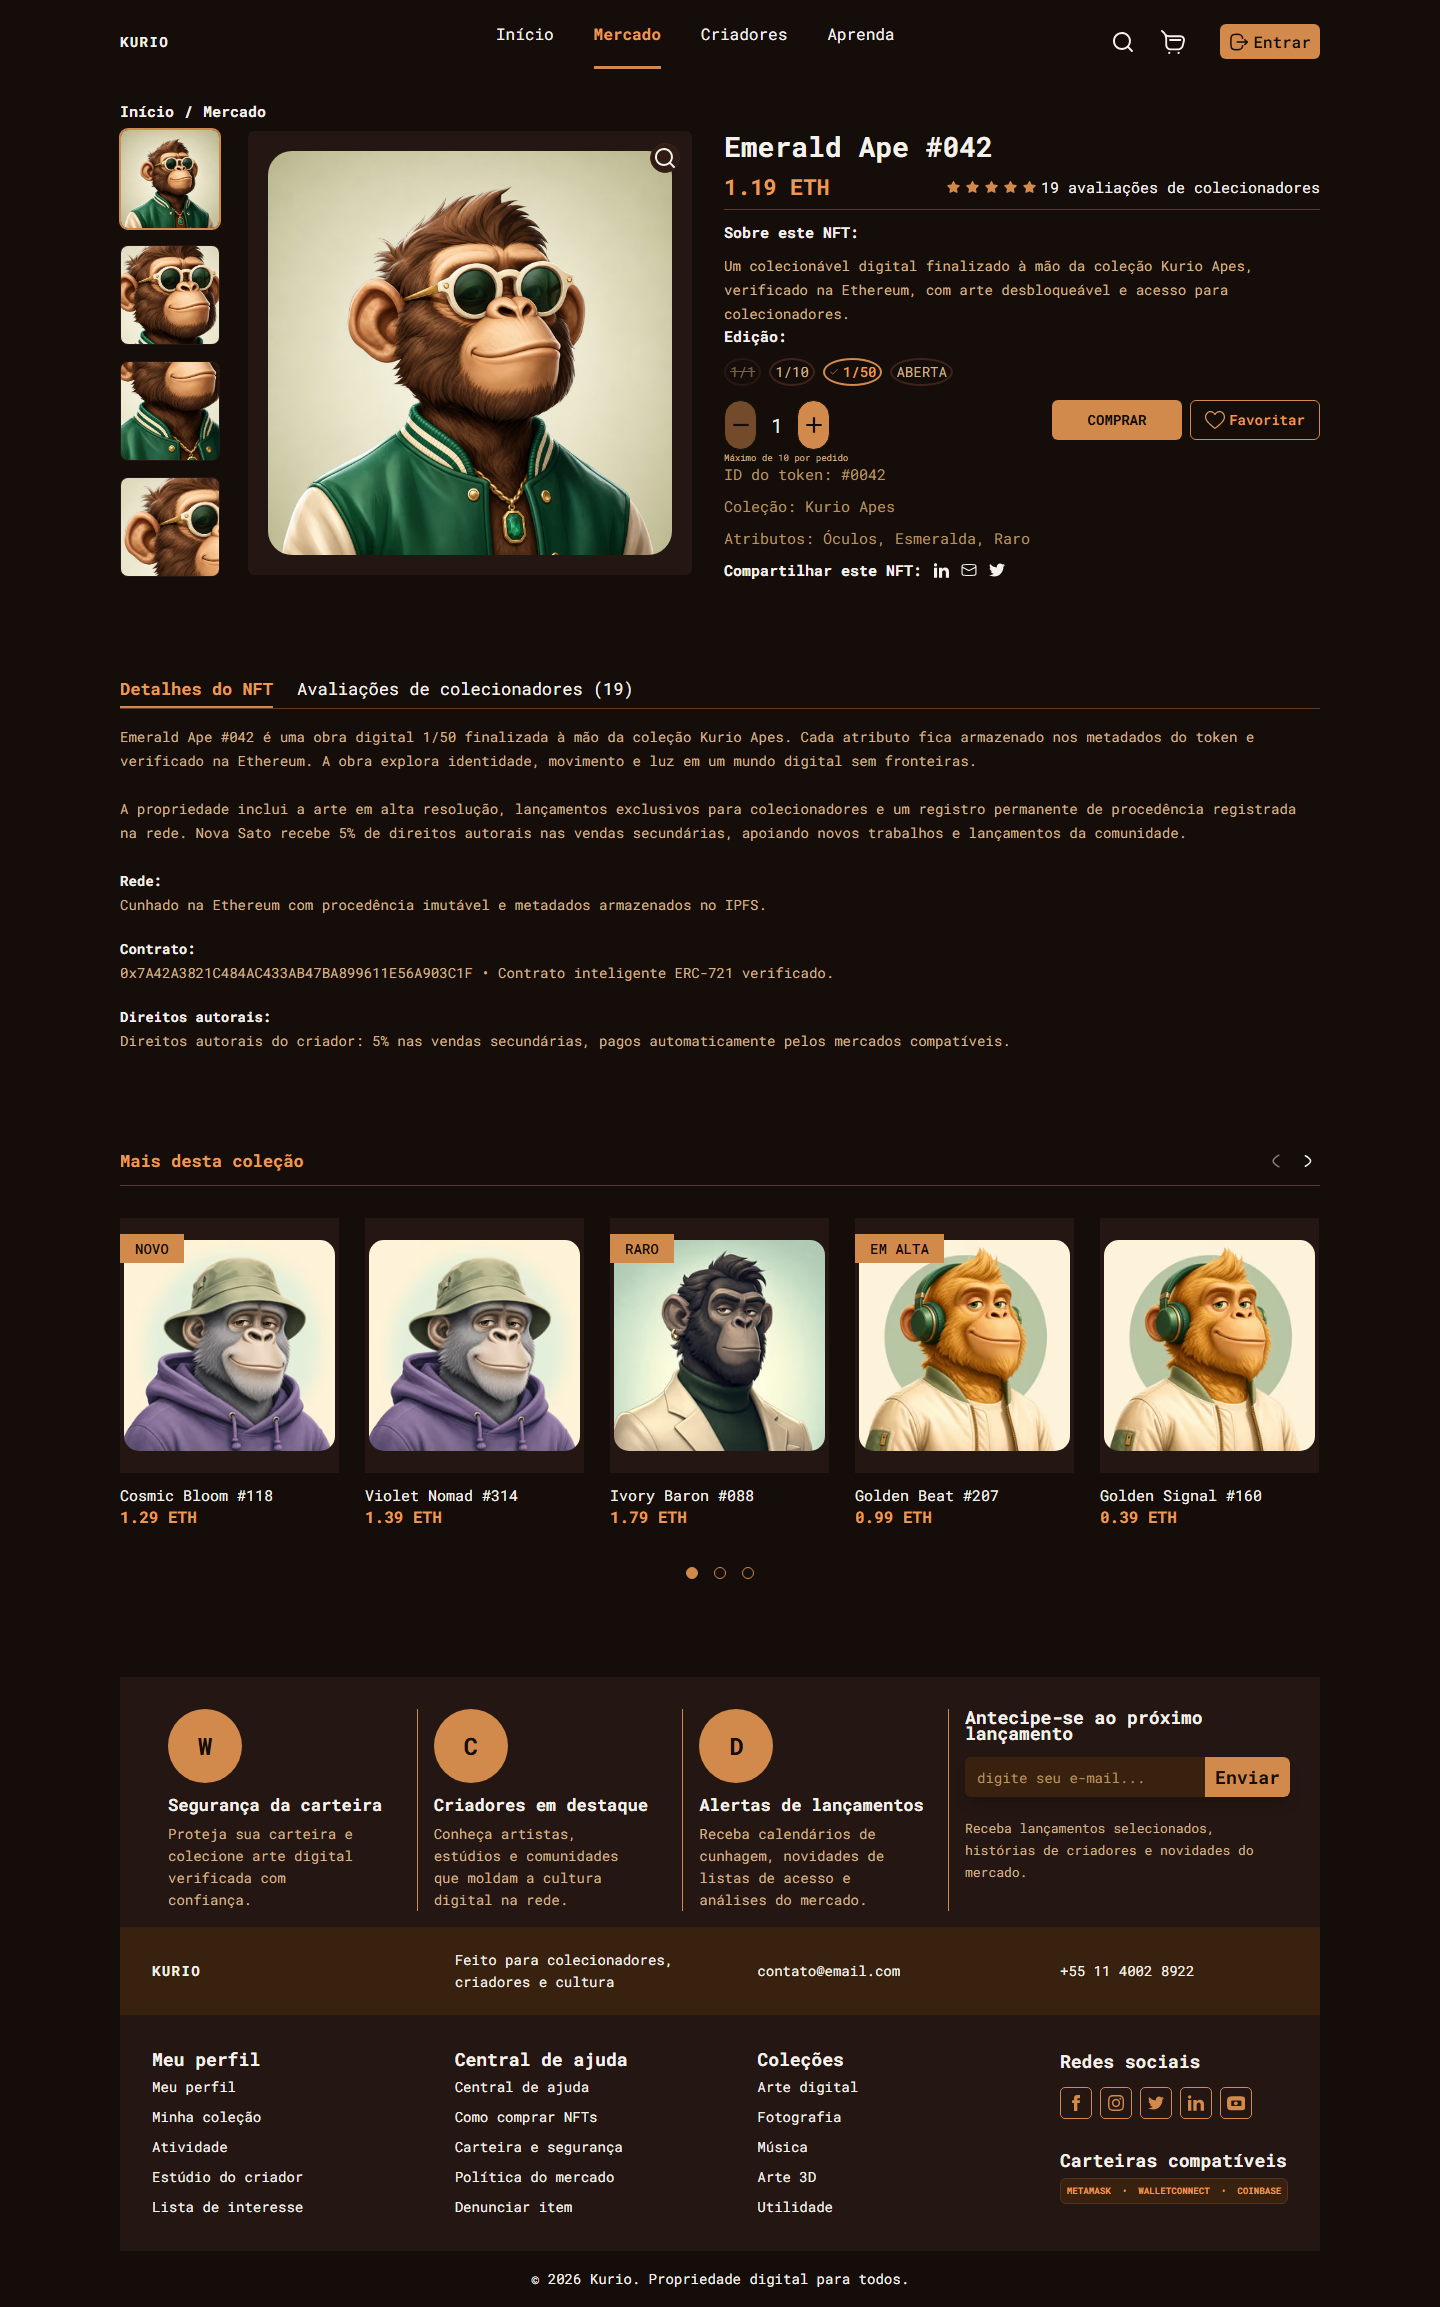 KURIO
Início
Mercado
Criadores
Aprenda
Entrar
Início / Mercado
Emerald Ape #042
1.19 ETH
19 avaliações de colecionadores
Sobre este NFT:
Um colecionável digital finalizado à mão da coleção Kurio Apes,
verificado na Ethereum, com arte desbloqueável e acesso para
colecionadores.
Edição:
1/1
1/10
1/50
ABERTA
1
COMPRAR
Favoritar
Máximo de 10 por pedido
ID do token: #0042
Coleção: Kurio Apes
Atributos: Óculos, Esmeralda, Raro
Compartilhar este NFT:
Detalhes do NFT
Avaliações de colecionadores (19)
Emerald Ape #042 é uma obra digital 1/50 finalizada à mão da coleção Kurio Apes. Cada atributo fica armazenado nos metadados do token e
verificado na Ethereum. A obra explora identidade, movimento e luz em um mundo digital sem fronteiras.
A propriedade inclui a arte em alta resolução, lançamentos exclusivos para colecionadores e um registro permanente de procedência registrada
na rede. Nova Sato recebe 5% de direitos autorais nas vendas secundárias, apoiando novos trabalhos e lançamentos da comunidade.
Rede:
Cunhado na Ethereum com procedência imutável e metadados armazenados no IPFS.
Contrato:
0x7A42A3821C484AC433AB47BA899611E56A903C1F • Contrato inteligente ERC-721 verificado.
Direitos autorais:
Direitos autorais do criador: 5% nas vendas secundárias, pagos automaticamente pelos mercados compatíveis.
Mais desta coleção
NOVO
RARO
EM ALTA
Cosmic Bloom #118
1.29 ETH
Violet Nomad #314
1.39 ETH
Ivory Baron #088
1.79 ETH
Golden Beat #207
0.99 ETH
Golden Signal #160
0.39 ETH
W
Segurança da carteira
Proteja sua carteira e
colecione arte digital
verificada com
confiança.
C
Criadores em destaque
Conheça artistas,
estúdios e comunidades
que moldam a cultura
digital na rede.
D
Alertas de lançamentos
Receba calendários de
cunhagem, novidades de
listas de acesso e
análises do mercado.
Antecipe-se ao próximo
lançamento
digite seu e-mail...
Enviar
Receba lançamentos selecionados,
histórias de criadores e novidades do
mercado.
KURIO
Feito para colecionadores,
criadores e cultura
contato@email.com
+55 11 4002 8922
Meu perfil
Meu perfil
Minha coleção
Atividade
Estúdio do criador
Lista de interesse
Central de ajuda
Central de ajuda
Como comprar NFTs
Carteira e segurança
Política do mercado
Denunciar item
Coleções
Arte digital
Fotografia
Música
Arte 3D
Utilidade
Redes sociais
Carteiras compatíveis
METAMASK • WALLETCONNECT • COINBASE
© 2026 Kurio. Propriedade digital para todos.